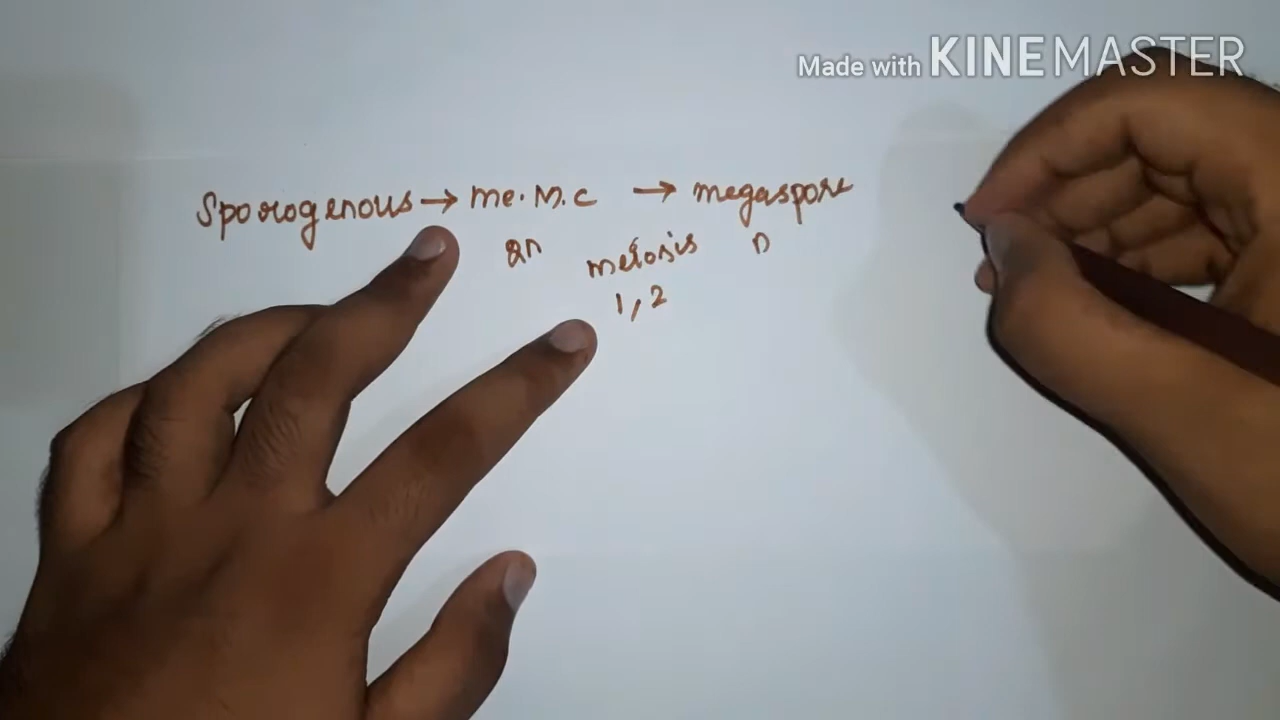 Made with KINEMASTER
Sporogenous → Me.M.C → megaspore
2n meiosis n
1, 2